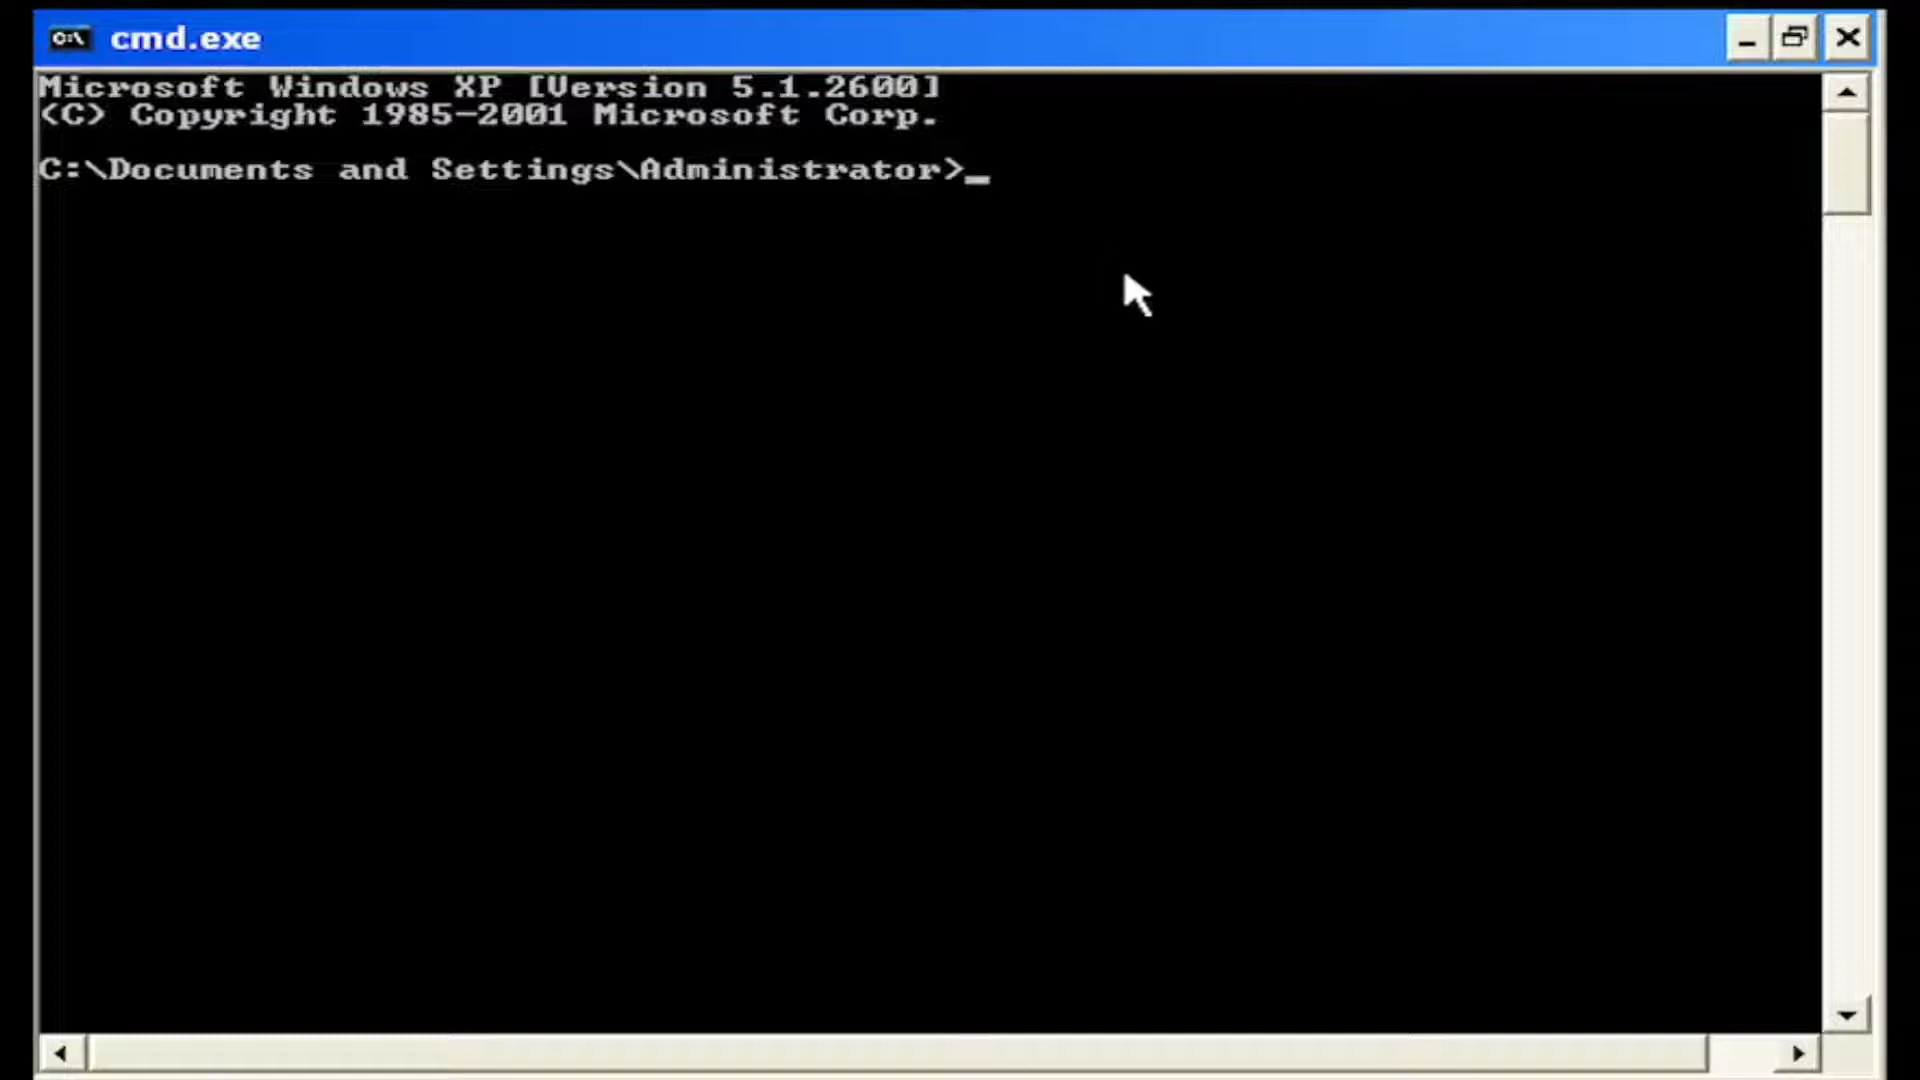 C:\ cmd.exe
Microsoft Windows XP [Version 5.1.2600]
(C) Copyright 1985-2001 Microsoft Corp.
C:\Documents and Settings\Administrator>_